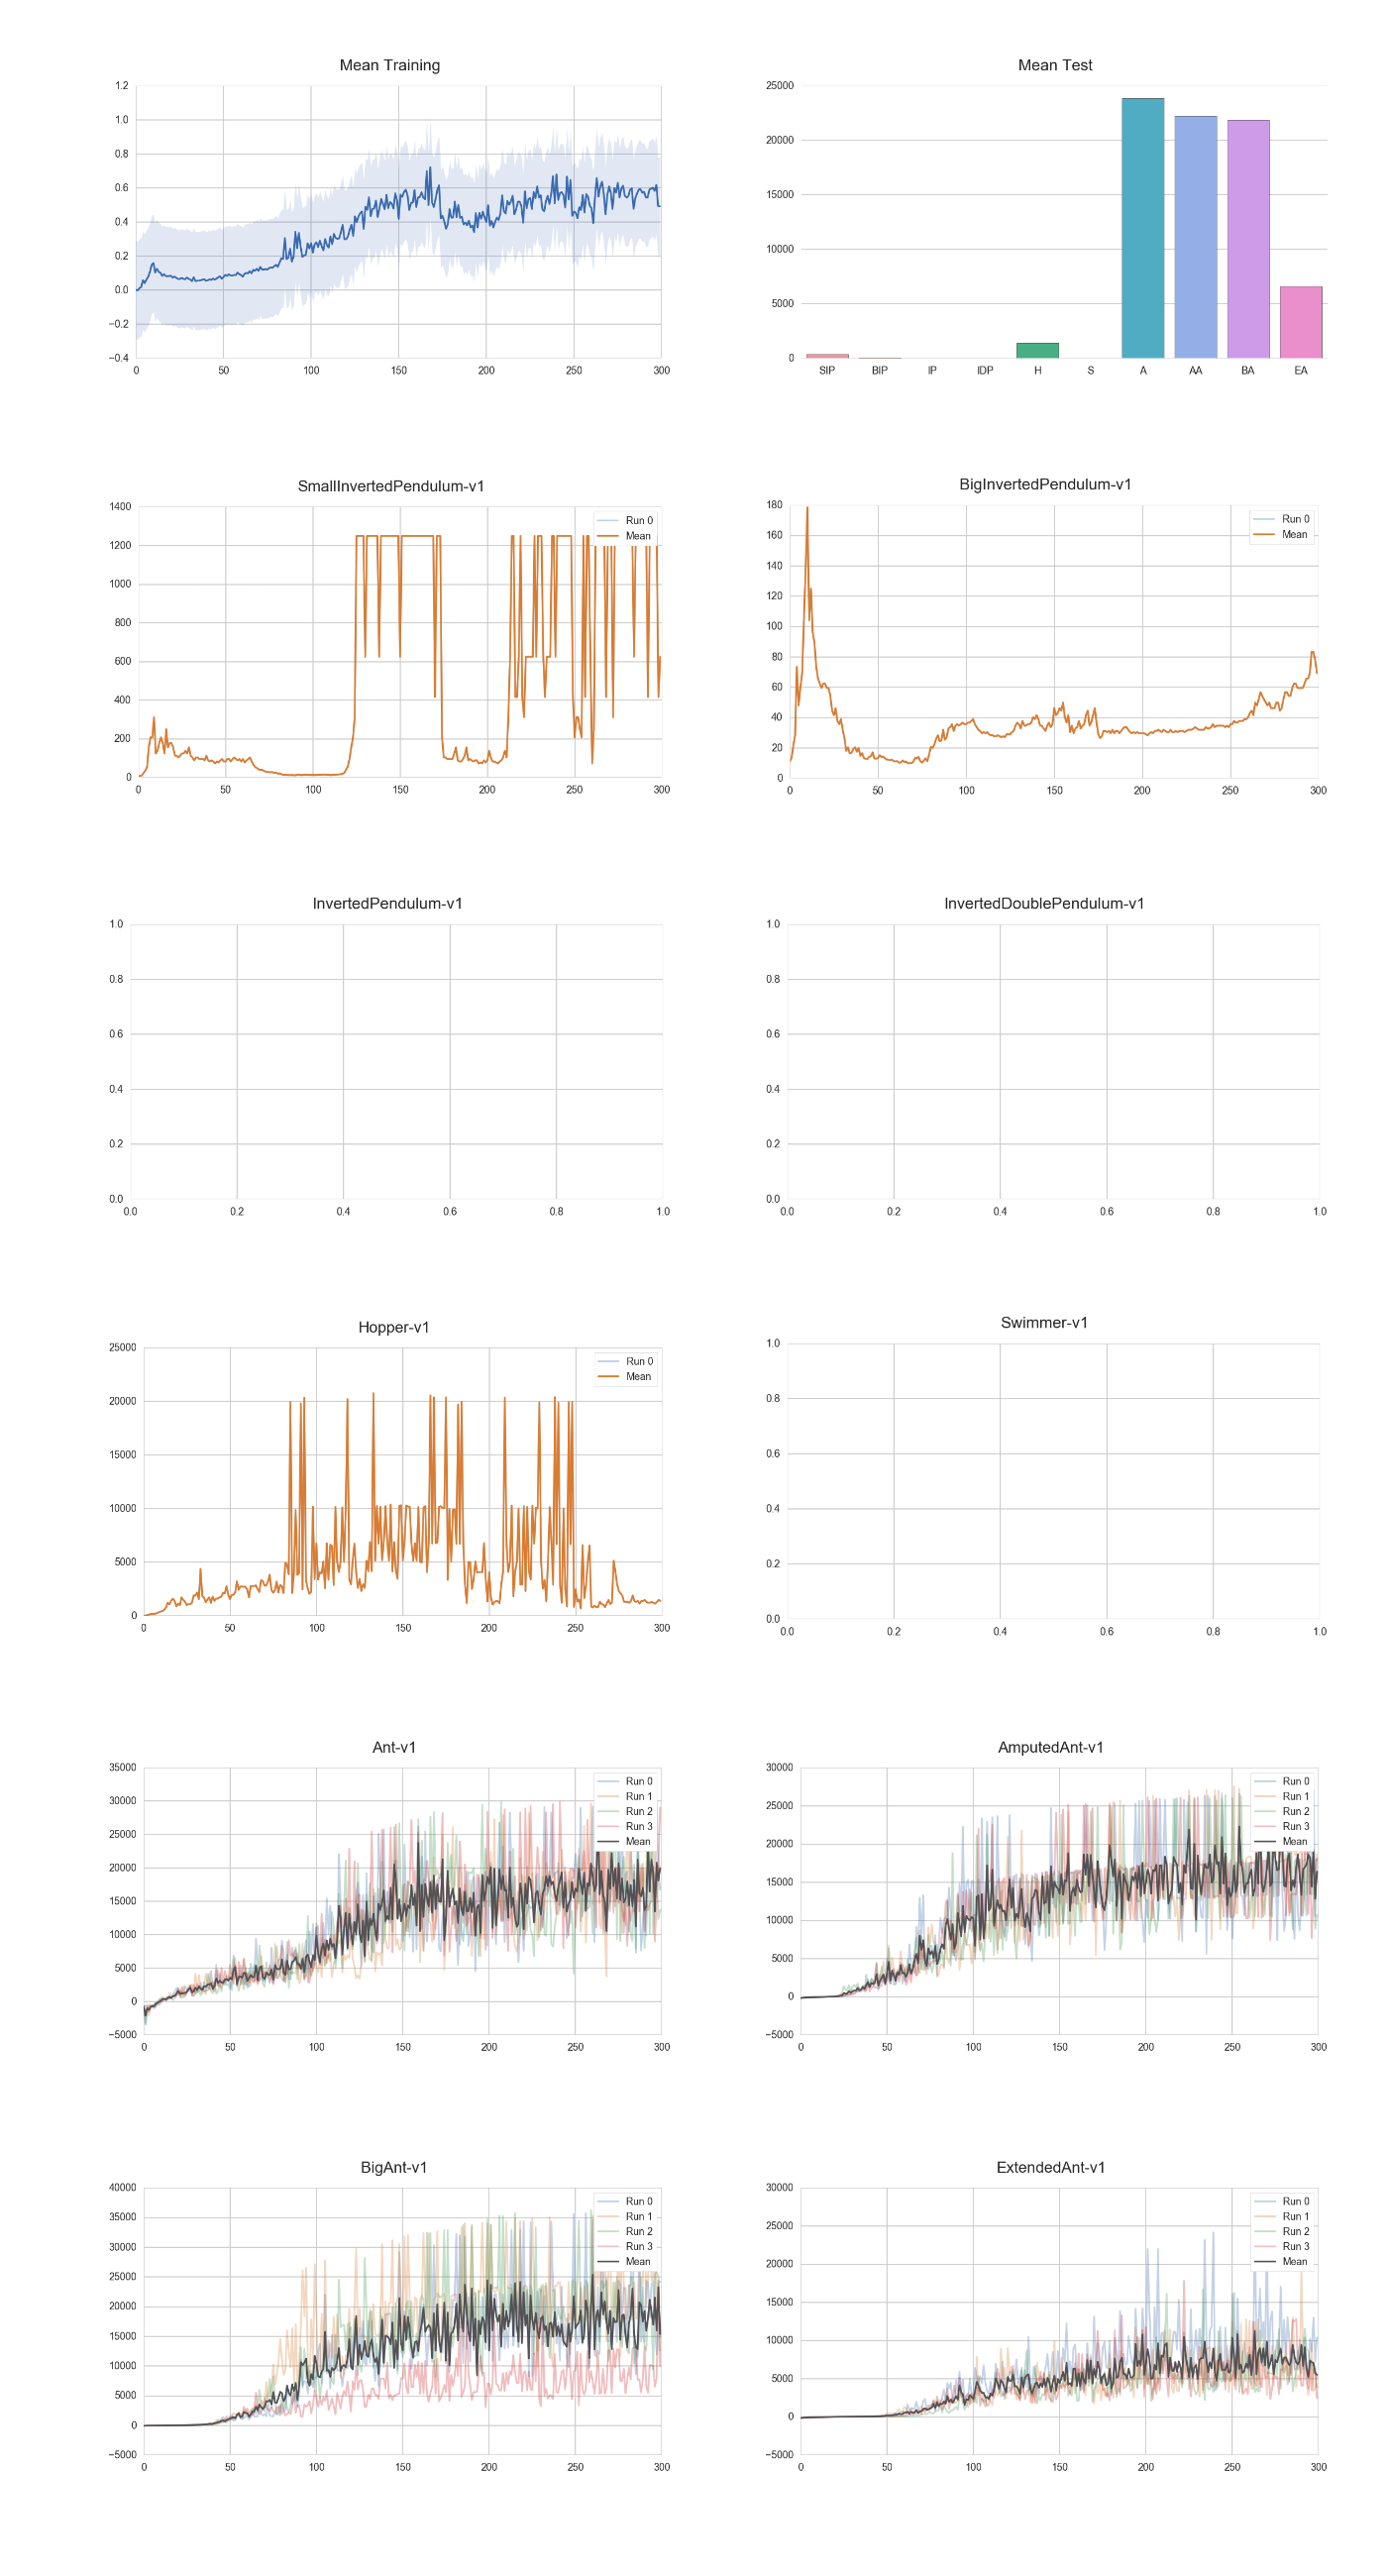 Mean Training
1.2
1.0
0.8
0.6
0.4
0.2
0.0
−0.2
−0.4
0 50 100 150 200 250 300
Mean Test
25000
20000
15000
10000
5000
0
SIP BIP IP IDP H S A AA BA EA
SmallInvertedPendulum-v1
1400
1200
1000
800
600
400
200
0
0 50 100 150 200 250 300
Run 0
Mean
BigInvertedPendulum-v1
180
160
140
120
100
80
60
40
20
0
0 50 100 150 200 250 300
Run 0
Mean
InvertedPendulum-v1
1.0
0.8
0.6
0.4
0.2
0.0
0.0 0.2 0.4 0.6 0.8 1.0
InvertedDoublePendulum-v1
1.0
0.8
0.6
0.4
0.2
0.0
0.0 0.2 0.4 0.6 0.8 1.0
Hopper-v1
25000
20000
15000
10000
5000
0
0 50 100 150 200 250 300
Run 0
Mean
Swimmer-v1
1.0
0.8
0.6
0.4
0.2
0.0
0.0 0.2 0.4 0.6 0.8 1.0
Ant-v1
35000
30000
25000
20000
15000
10000
5000
0
−5000
0 50 100 150 200 250 300
Run 0
Run 1
Run 2
Run 3
Mean
AmputedAnt-v1
30000
25000
20000
15000
10000
5000
0
−5000
0 50 100 150 200 250 300
Run 0
Run 1
Run 2
Run 3
Mean
BigAnt-v1
40000
35000
30000
25000
20000
15000
10000
5000
0
−5000
0 50 100 150 200 250 300
Run 0
Run 1
Run 2
Run 3
Mean
ExtendedAnt-v1
30000
25000
20000
15000
10000
5000
0
−5000
0 50 100 150 200 250 300
Run 0
Run 1
Run 2
Run 3
Mean